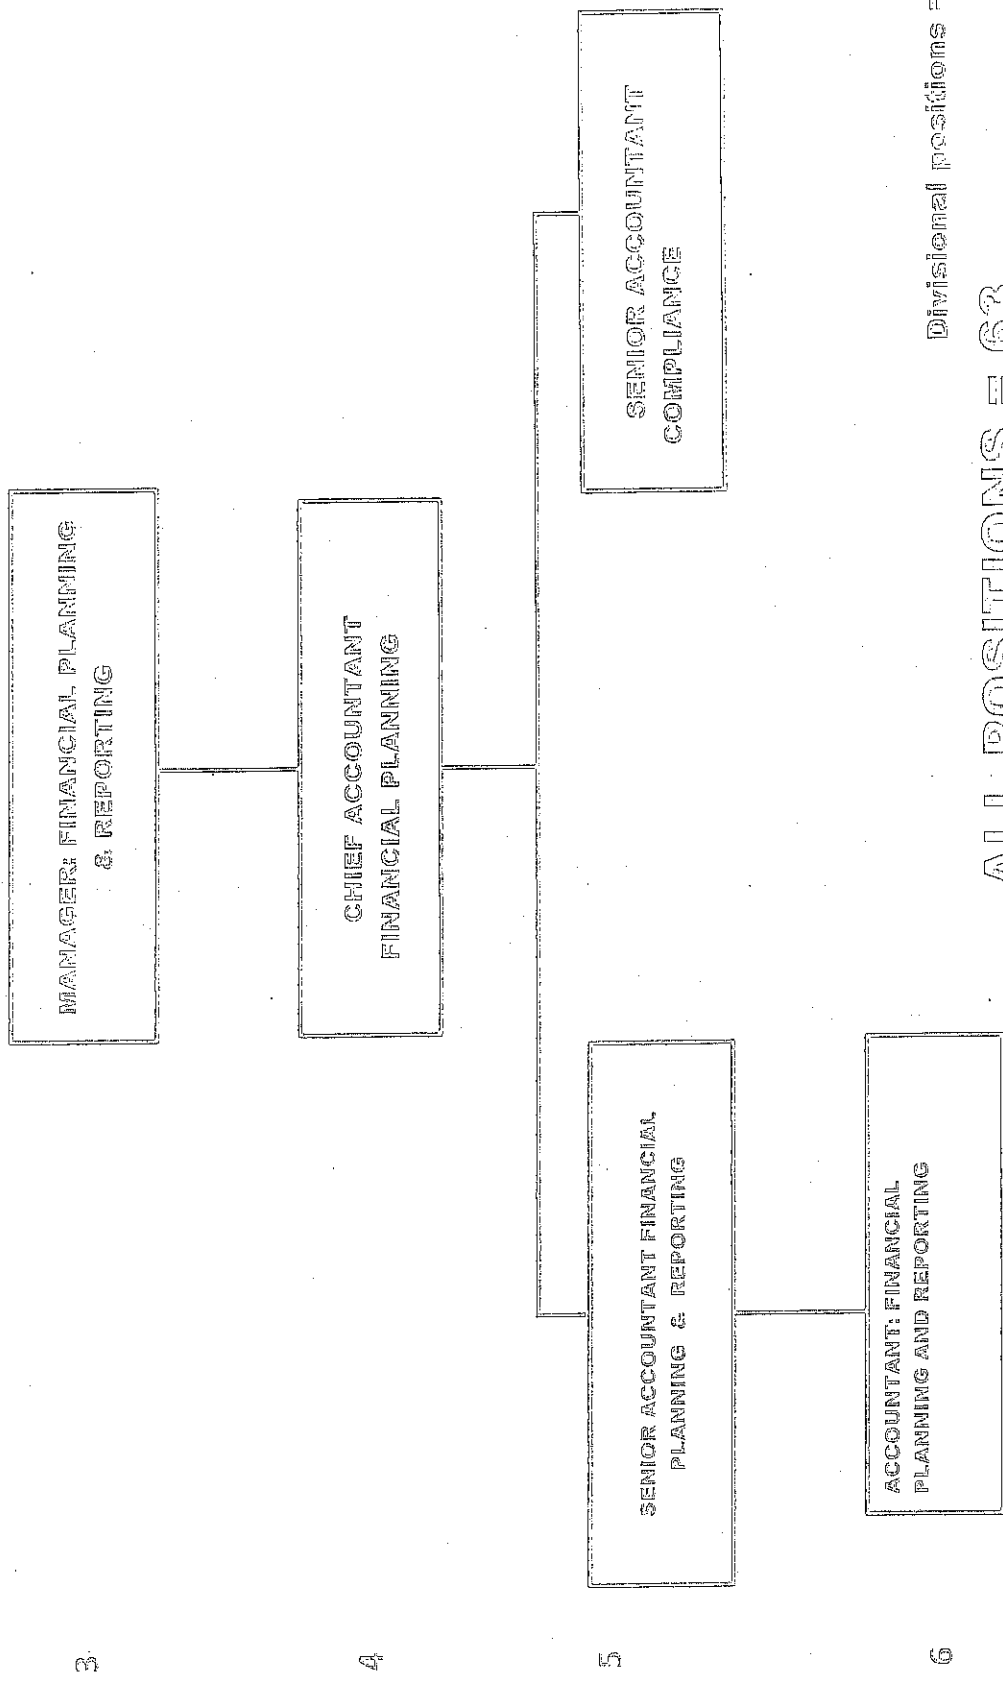 3
MANAGER: FINANCIAL PLANNING
& REPORTING
4
CHIEF ACCOUNTANT
FINANCIAL PLANNING
5
SENIOR ACCOUNTANT FINANCIAL
PLANNING & REPORTING
SENIOR ACCOUNTANT
COMPLIANCE
6
ACCOUNTANT: FINANCIAL
PLANNING AND REPORTING
Divisional positions =
ALL POSITIONS =